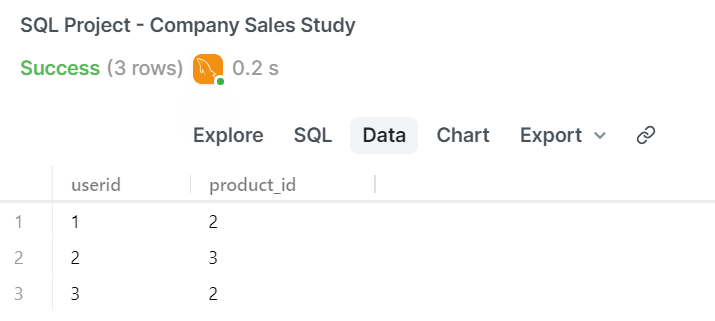 SQL Project - Company Sales Study
Success (3 rows) 0.2 s
Explore SQL Data Chart Export
userid product_id
1 1 2
2 2 3
3 3 2